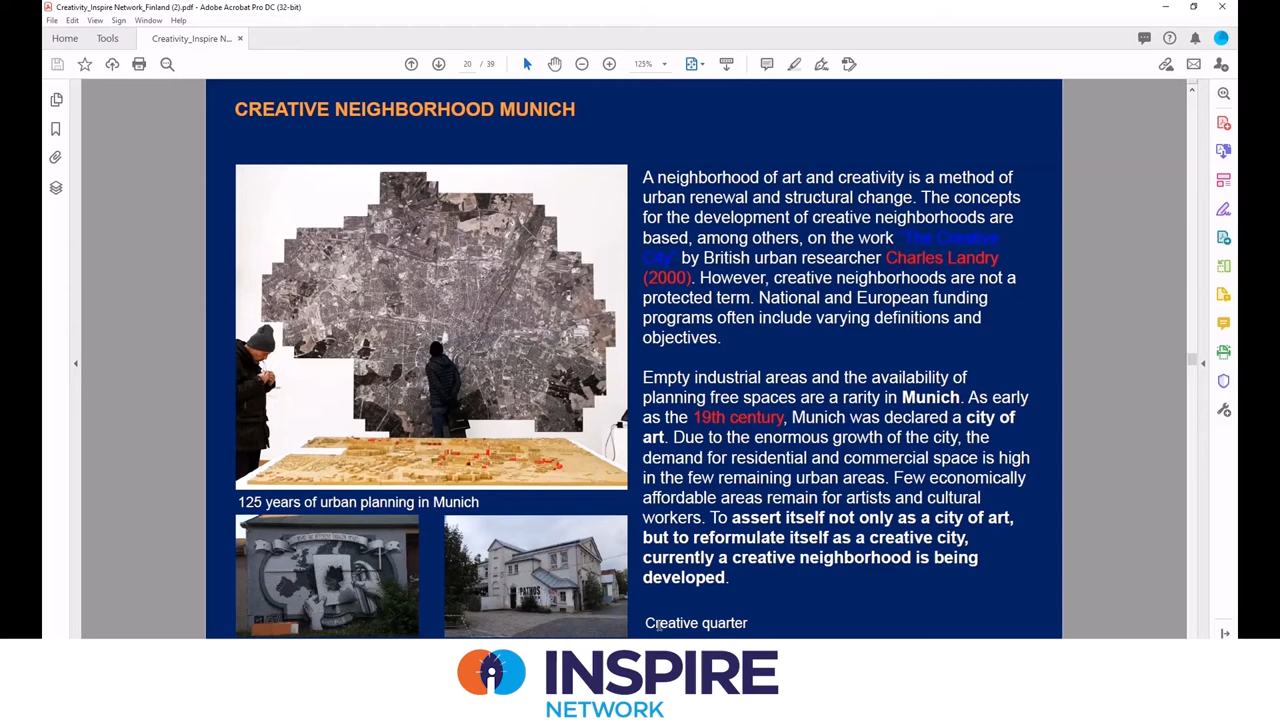 Creativity_Inspire Network_Finland (2).pdf - Adobe Acrobat Pro DC (32-bit)
File Edit View Sign Window Help
Home Tools Creativity_Inspire N... ×
20 / 39 125%
CREATIVE NEIGHBORHOOD MUNICH
A neighborhood of art and creativity is a method of
urban renewal and structural change. The concepts
for the development of creative neighborhoods are
based, among others, on the work "The Creative
City" by British urban researcher Charles Landry
(2000). However, creative neighborhoods are not a
protected term. National and European funding
programs often include varying definitions and
objectives.
Empty industrial areas and the availability of
planning free spaces are a rarity in Munich. As early
as the 19th century, Munich was declared a city of
art. Due to the enormous growth of the city, the
demand for residential and commercial space is high
in the few remaining urban areas. Few economically
affordable areas remain for artists and cultural
workers. To assert itself not only as a city of art,
but to reformulate itself as a creative city,
currently a creative neighborhood is being
developed.
125 years of urban planning in Munich
PATHOS
Creative quarter
INSPIRE
NETWORK